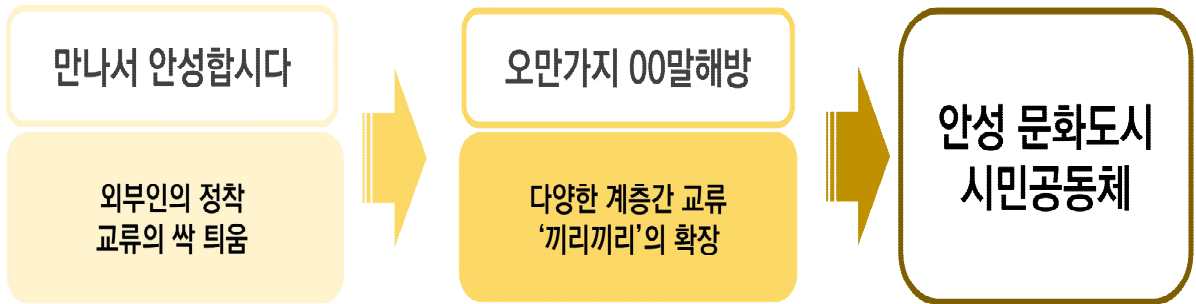 만나서 안성합시다
외부인의 정착
교류의 싹 틔움
오만가지 OO말해방
다양한 계층간 교류
‘끼리끼리’의 확장
안성 문화도시
시민공동체